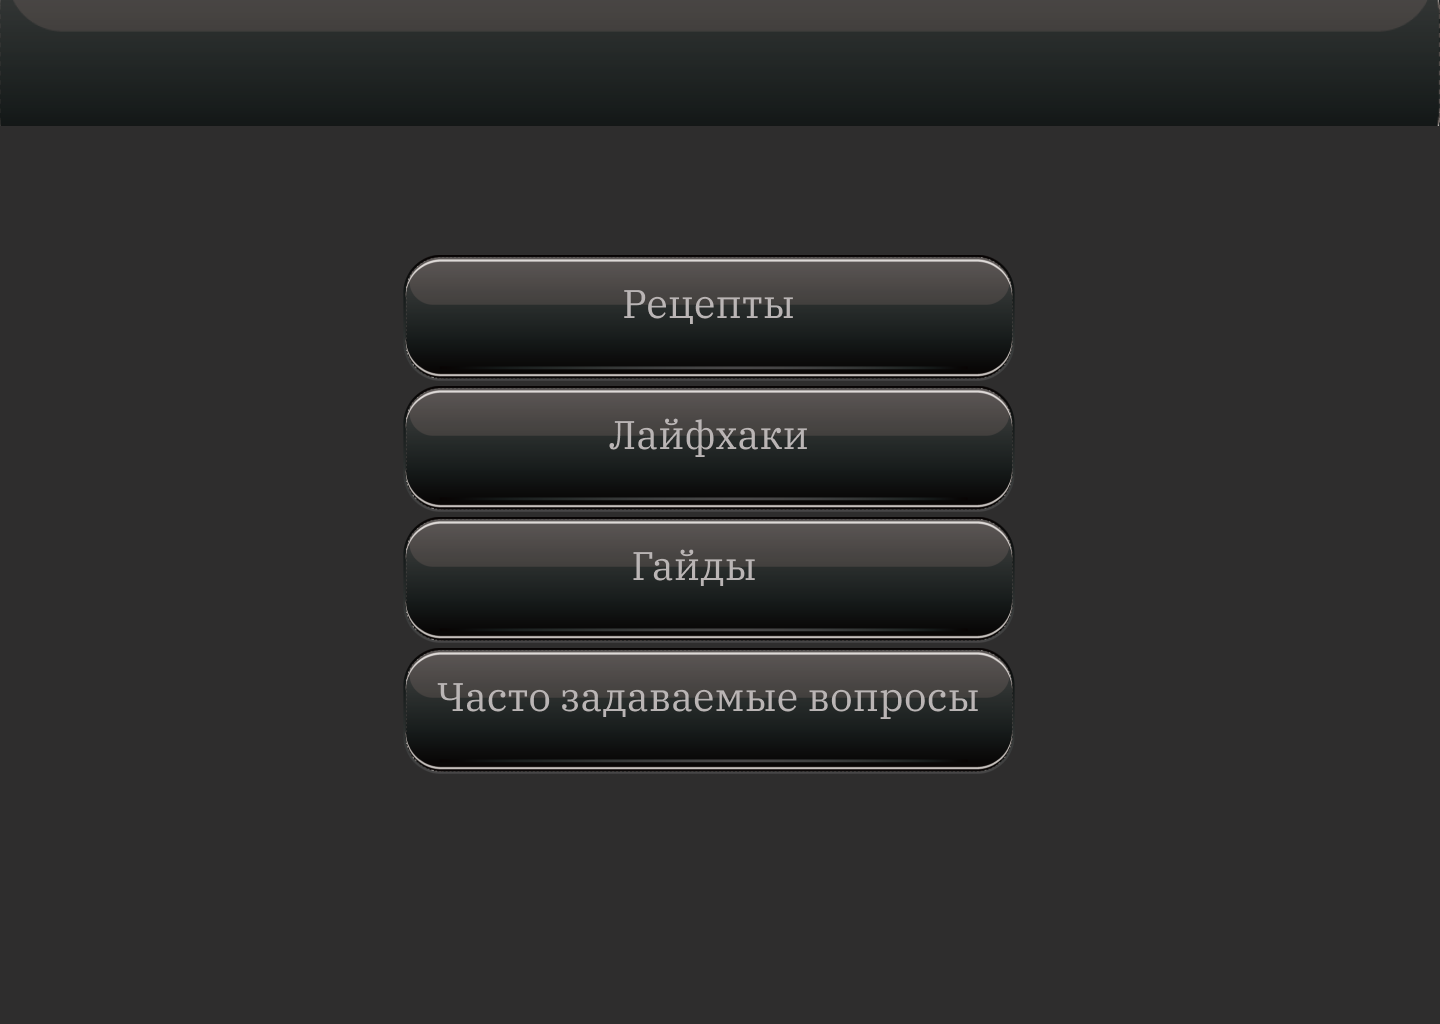 Рецепты
Лайфхаки
Гайды
Часто задаваемые вопросы